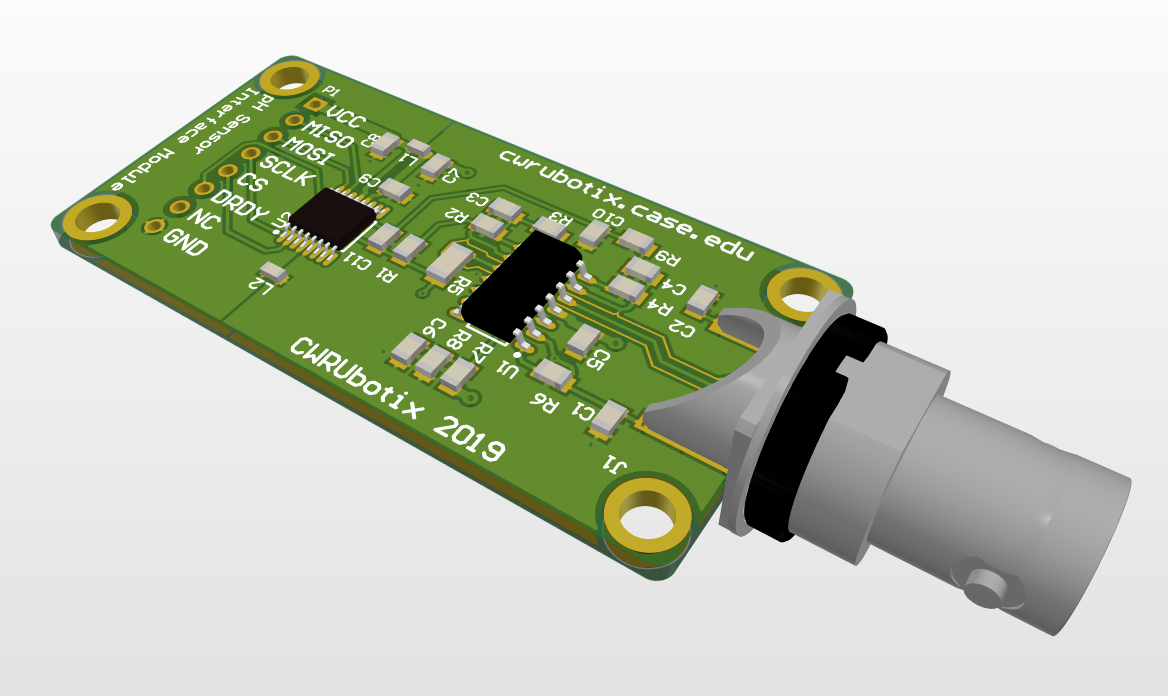 pH Sensor
Interface Module
P1
VCC
MISO
MOSI
SCLK
CS
DRDY
NC
GND
C8
L1
C7
C9
U2
C11
R1
L2
C3
R2
R3
C10
R9
C4
R4
C2
R5
C6
R8
R7
U1
C5
R6
C1
J1
cwrubotix.case.edu
CWRUbotix 2019